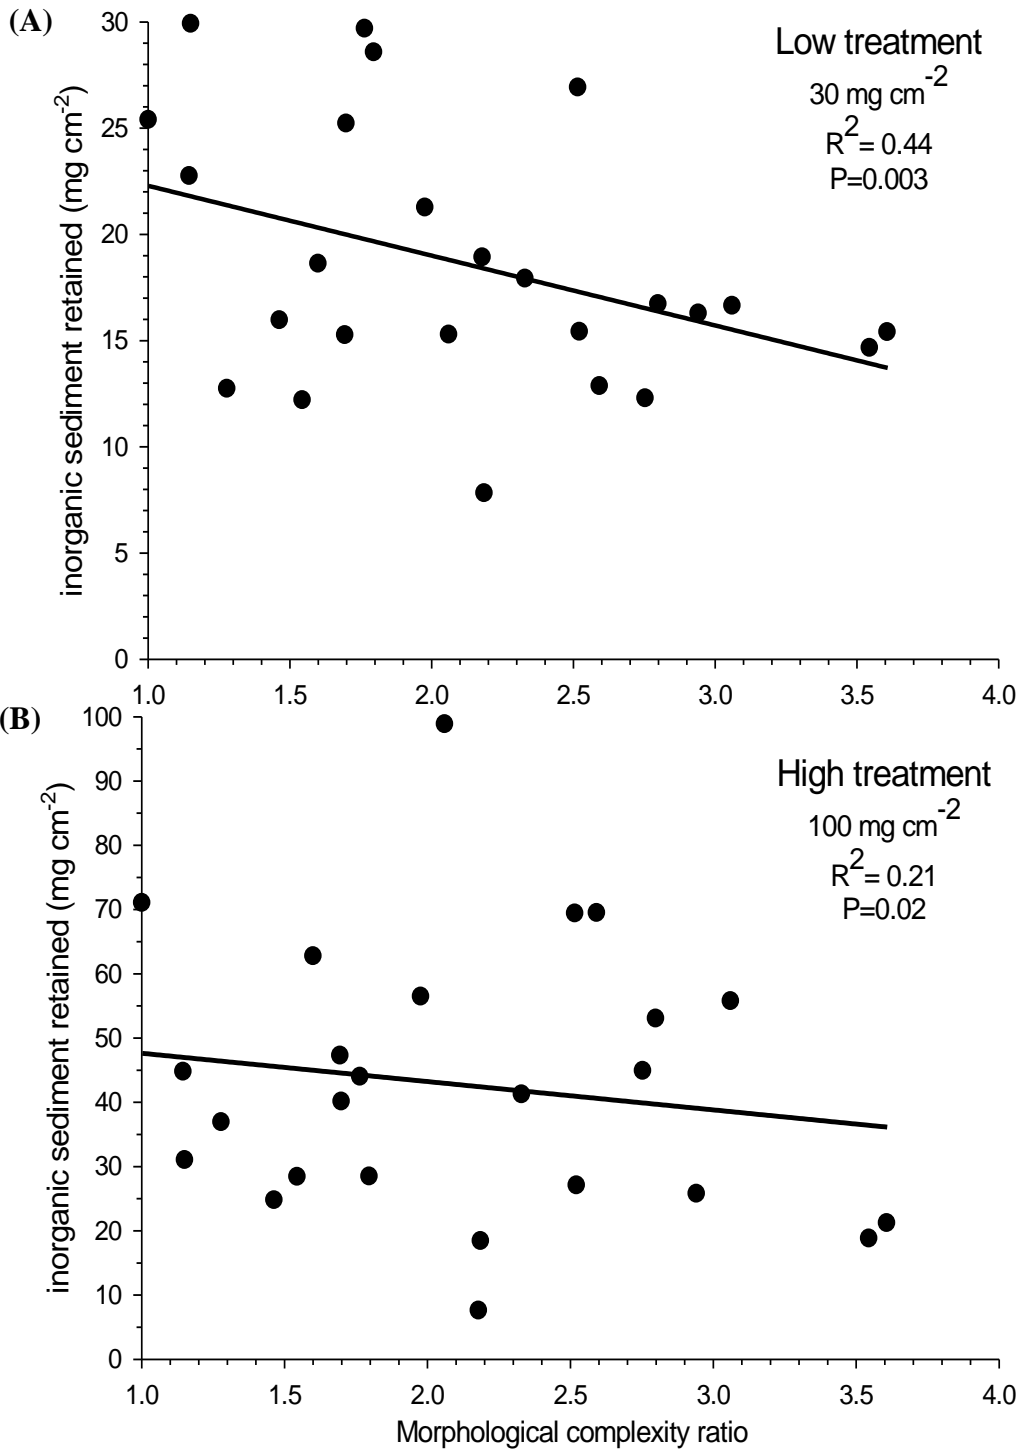 (A)
Low treatment
30 mg cm-2
R2= 0.44
P=0.003
inorganic sediment retained (mg cm-2)
30
25
20
15
10
5
0
1.0 1.5 2.0 2.5 3.0 3.5 4.0
(B)
High treatment
100 mg cm-2
R2= 0.21
P=0.02
inorganic sediment retained (mg cm-2)
100
90
80
70
60
50
40
30
20
10
0
1.0 1.5 2.0 2.5 3.0 3.5 4.0
Morphological complexity ratio